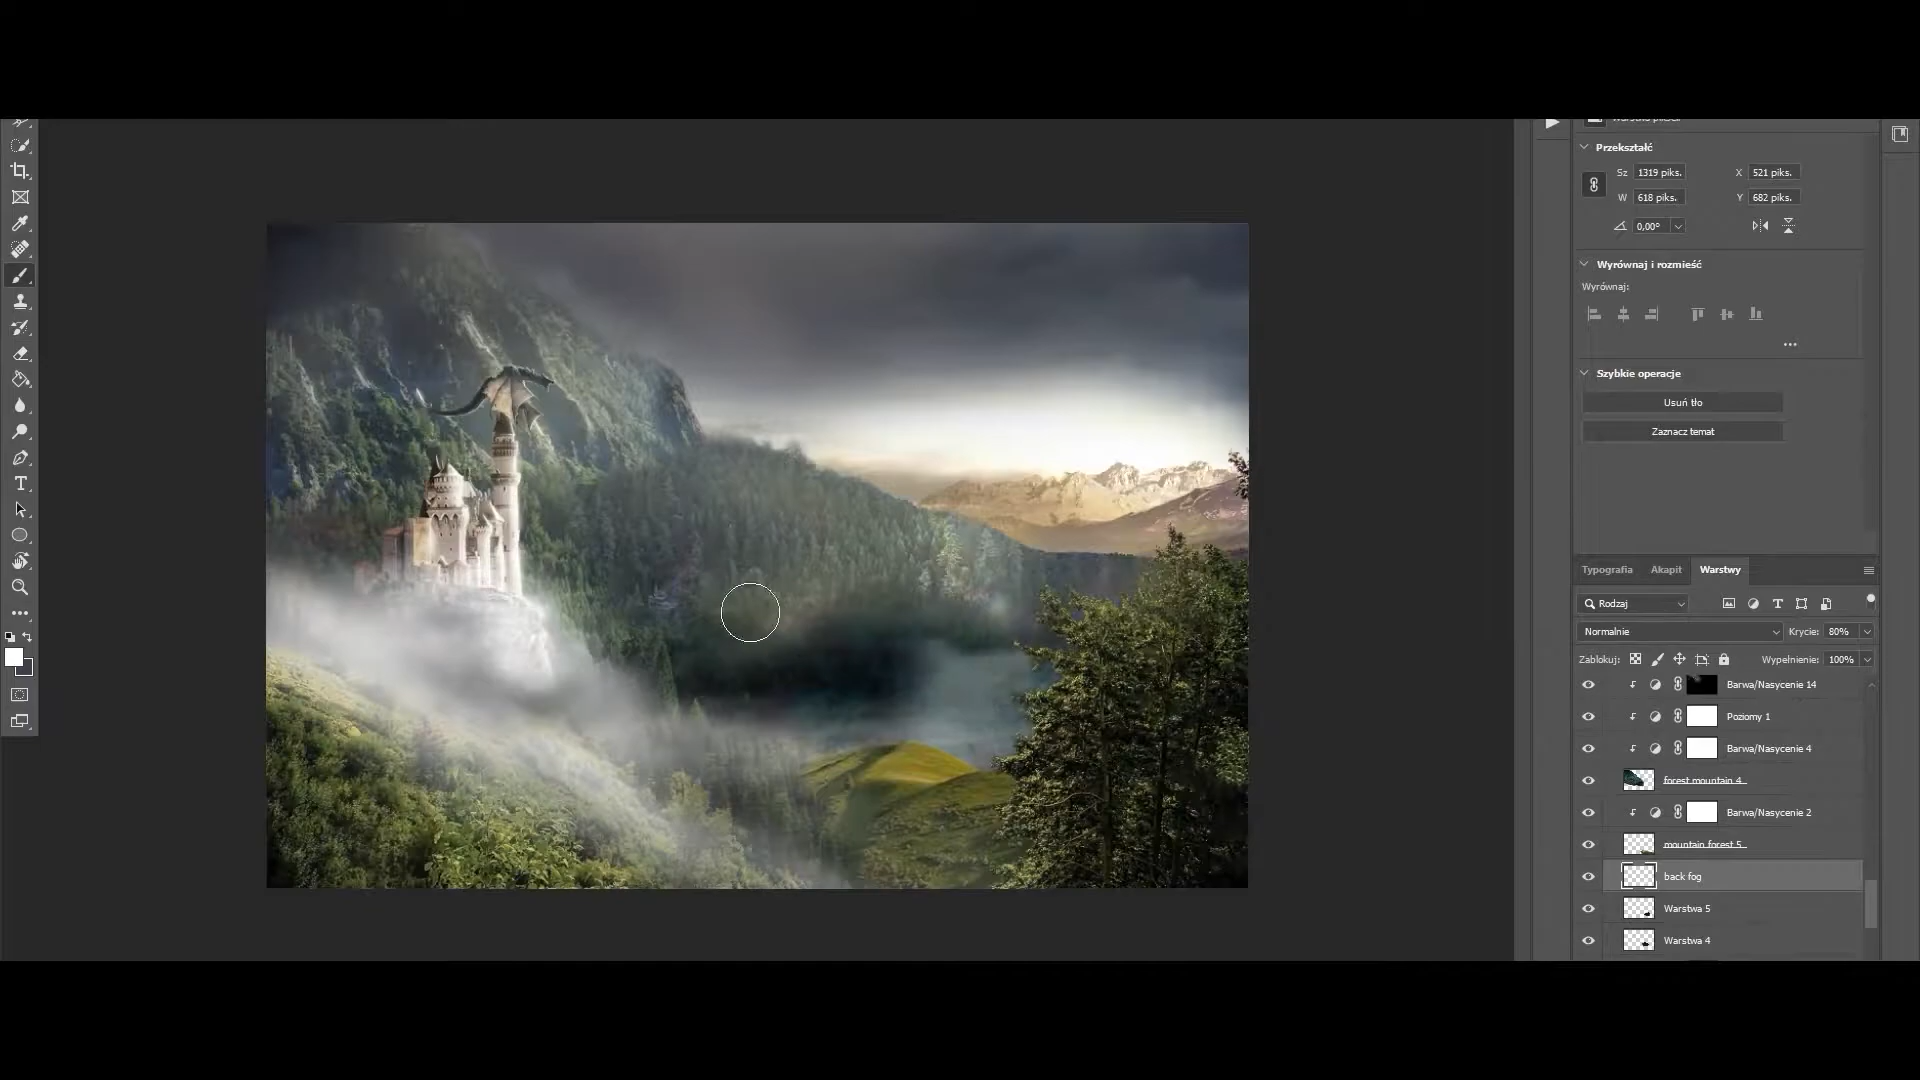 Przekształć
Sz 1319 piks. X 521 piks.
W 618 piks. Y 682 piks.
0,00°
Wyrównaj i rozmieść
Wyrównaj:
Szybkie operacje
Usuń tło
Zaznacz temat
Typografia Akapit Warstwy
Rodzaj
Normalnie Krycie: 80%
Zablokuj: Wypełnienie: 100%
Barwa/Nasycenie 14
Poziomy 1
Barwa/Nasycenie 4
forest mountain 4
Barwa/Nasycenie 2
mountain forest 5
back fog
Warstwa 5
Warstwa 4